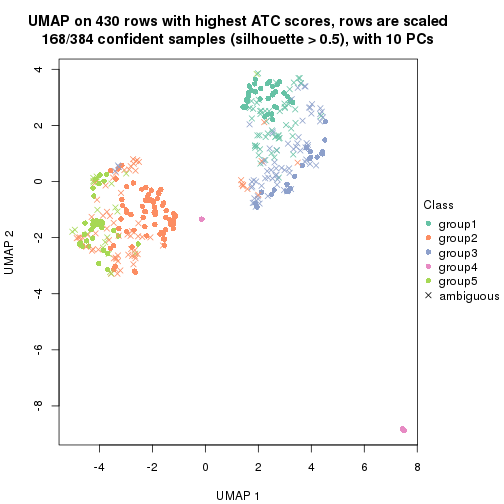 UMAP on 430 rows with highest ATC scores, rows are scaled
168/384 confident samples (silhouette > 0.5), with 10 PCs
4
2
0
-2
-4
-6
-8
UMAP 2
-4
-2
0
2
4
6
8
UMAP 1
Class
group1
group2
group3
group4
group5
ambiguous